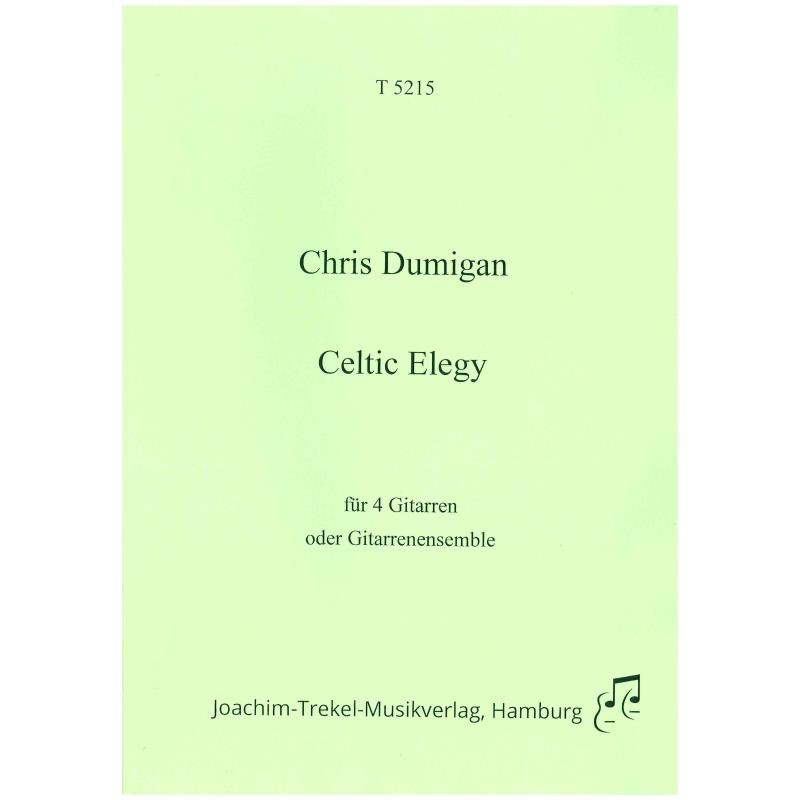 T 5215
Chris Dumigan
Celtic Elegy
für 4 Gitarren
oder Gitarrenensemble
Joachim-Trekel-Musikverlag, Hamburg